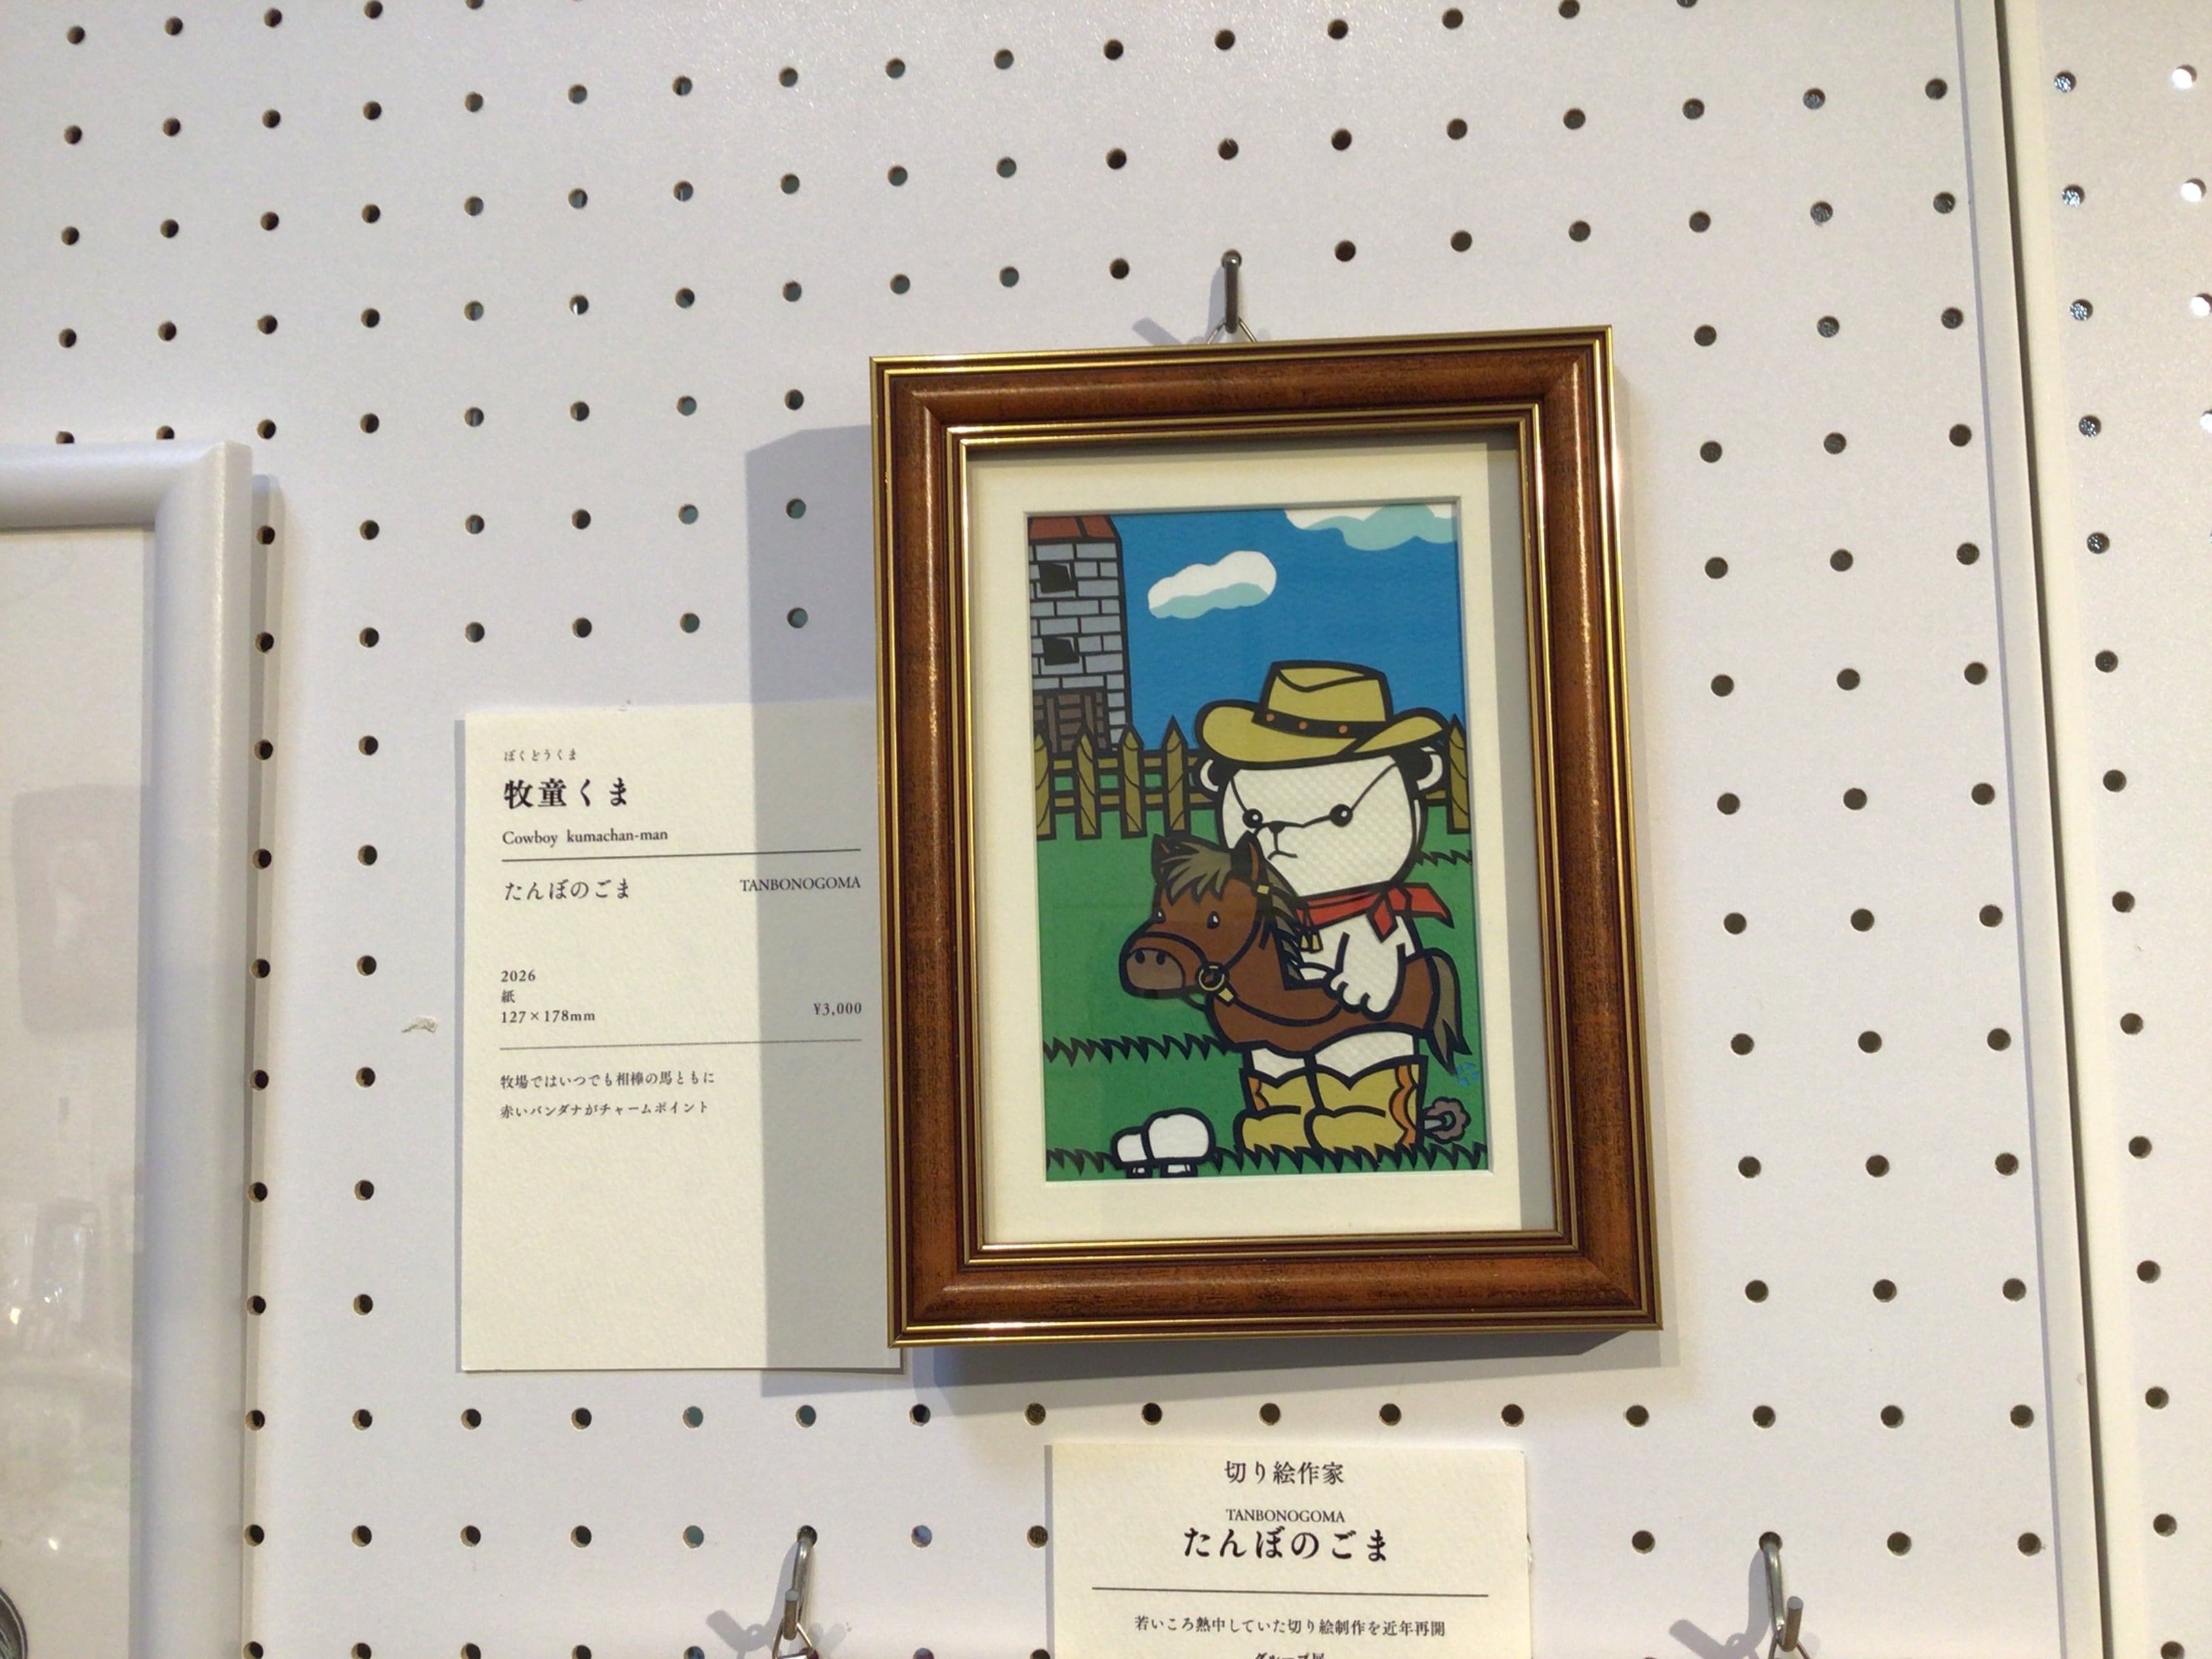 ぼくどうくま
牧童くま
Cowboy kumachan-man
たんぼのごま TANBONOGOMA
2026
紙
127×178mm ¥3,000
牧場ではいつでも相棒の馬ともに
赤いバンダナがチャームポイント
切り絵作家
TANBONOGOMA
たんぼのごま
若いころ熱中していた切り絵制作を近年再開